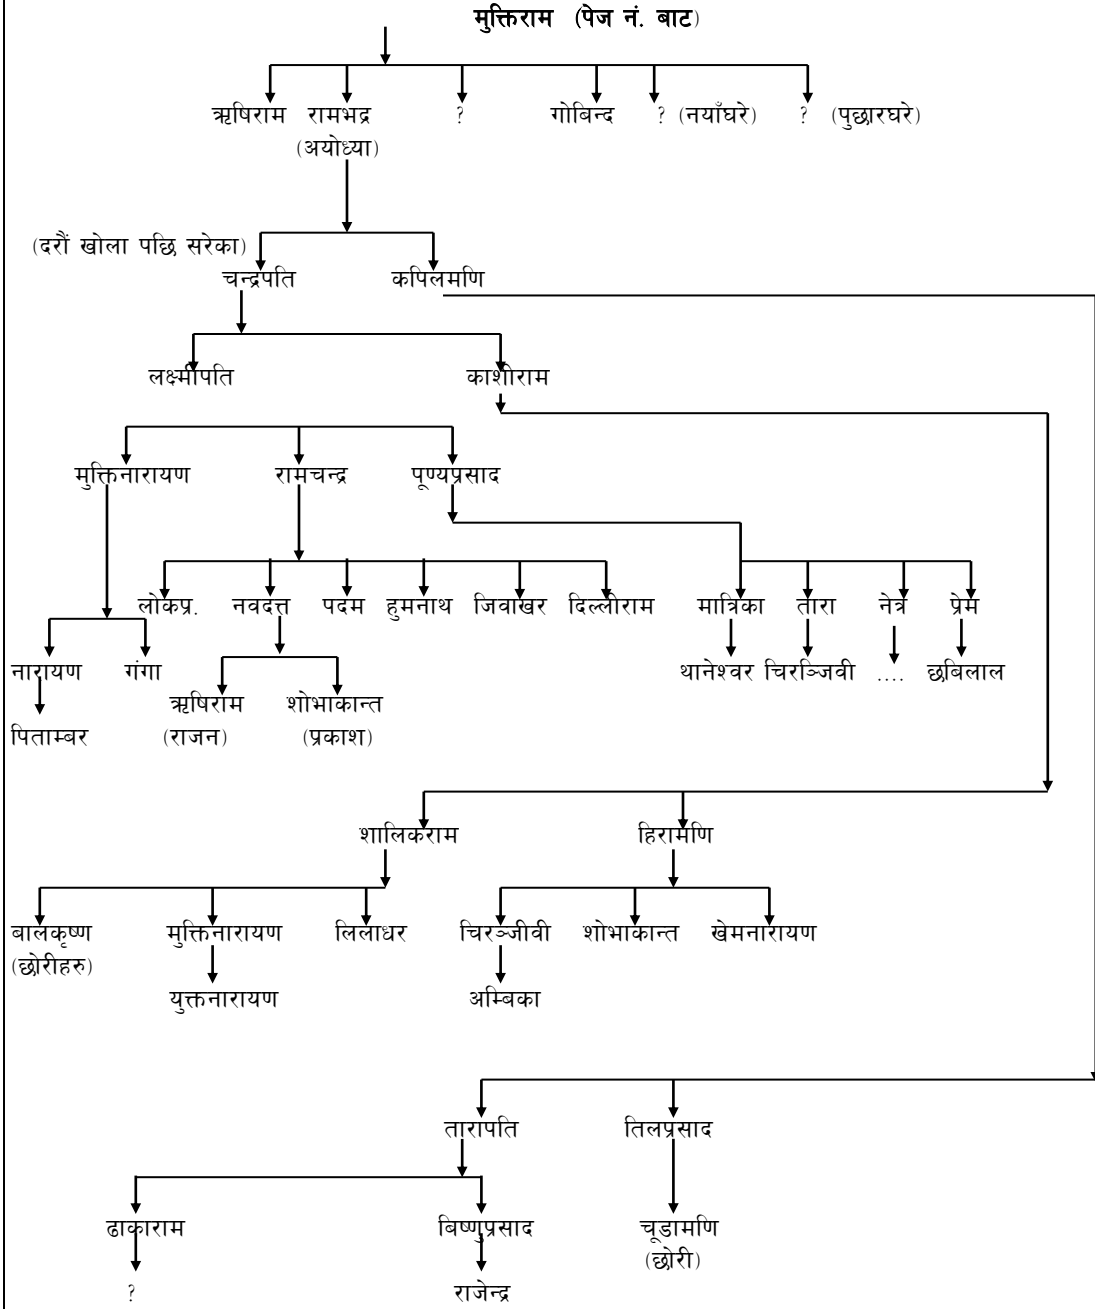 मुक्तिराम (पेज नं. बाट)
ऋषिराम रामभद्र ? गोबिन्द ? (नयाँघरे) ? (पुछारघरे)
(अयोध्या)
(दरौं खोला पछि सरेका)
चन्द्रपति कपिलमणि
लक्ष्मीपति काशीराम
मुक्तिनारायण रामचन्द्र पूण्यप्रसाद
लोकप्र. नवदत्त पदम हुमनाथ जिवाखर दिल्लीराम मात्रिका तारा नेत्र प्रेम
नारायण गंगा थानेश्वर चिरञ्जिवी .... छबिलाल
ऋषिराम शोभाकान्त
पिताम्बर (राजन) (प्रकाश)
शालिकराम हिरामणि
बालकृष्ण मुक्तिनारायण लिलाधर चिरञ्जीवी शोभाकान्त खेमनारायण
(छोरीहरु)
युक्तनारायण अम्बिका
तारापति तिलप्रसाद
ढाकाराम बिष्णुप्रसाद चूडामणि
(छोरी)
? राजेन्द्र